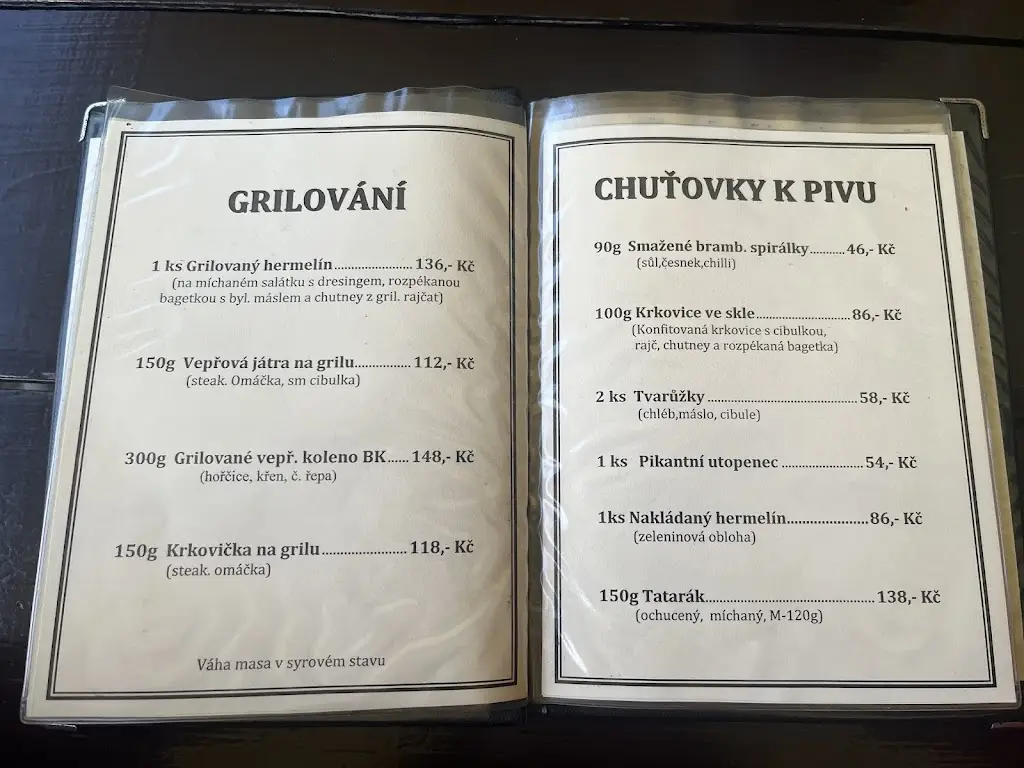 GRILOVÁNÍ
1 ks Grilovaný hermelín...................... 136,- Kč
(na míchaném salátku s dresingem, rozpékanou
bagetkou s byl. máslem a chutney z gril. rajčat)
150g Vepřová játra na grilu................ 112,- Kč
(steak. Omáčka, sm cibulka)
300g Grilované vepř. koleno BK...... 148,- Kč
(hořčice, křen, č. řepa)
150g Krkovička na grilu........................ 118,- Kč
(steak. omáčka)
Váha masa v syrovém stavu
CHUŤOVKY K PIVU
90g Smažené bramb. spirálky.......... 46,- Kč
(sůl,česnek,chilli)
100g Krkovice ve skle........................... 86,- Kč
(Konfitovaná krkovice s cibulkou,
rajč, chutney a rozpékaná bagetka)
2 ks Tvarůžky ........................................... 58,- Kč
(chléb,máslo, cibule)
1 ks Pikantní utopenec ....................... 54,- Kč
1ks Nakládaný hermelín....................... 86,- Kč
(zeleninová obloha)
150g Tatarák................................................ 138,- Kč
(ochucený, míchaný, M-120g)